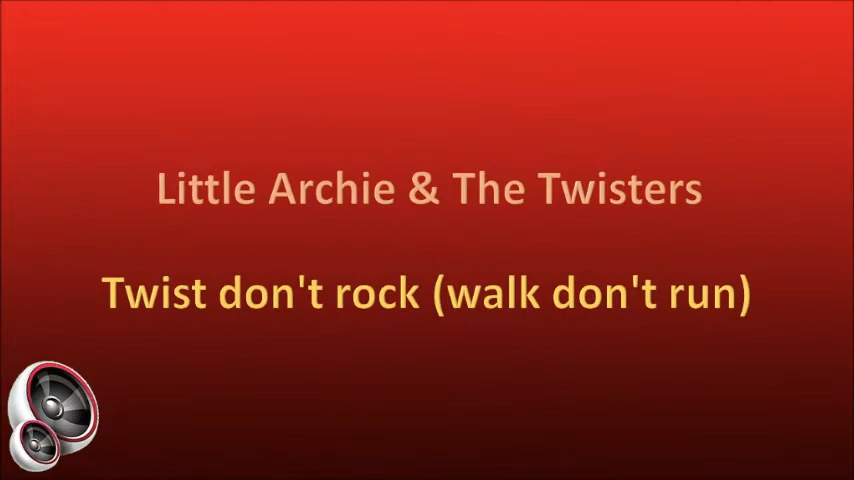 Little Archie & The Twisters
Twist don't rock (walk don't run)